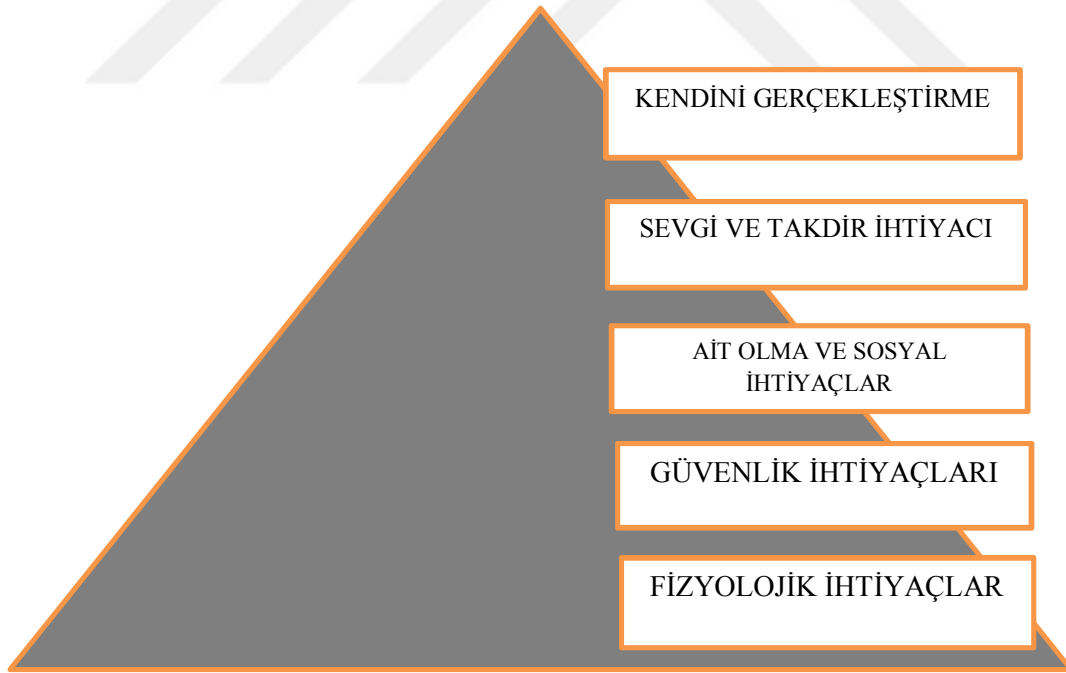 KENDİNİ GERÇEKLEŞTİRME
SEVGİ VE TAKDİR İHTİYACI
AİT OLMA VE SOSYAL
İHTİYAÇLAR
GÜVENLİK İHTİYAÇLARI
FİZYOLOJİK İHTİYAÇLAR